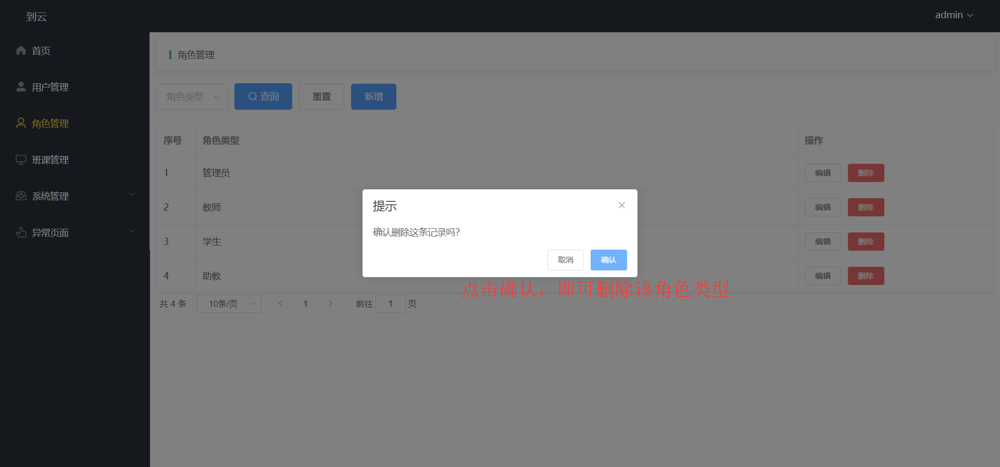 到云
admin
首页
用户管理
角色管理
班课管理
系统管理
异常页面
角色管理
角色类型 查询 重置 新增
序号 角色类型 操作
1 管理员 编辑 删除
2 教师 编辑 删除
3 学生 编辑 删除
4 助教 编辑 删除
共 4 条 10条/页 1 前往 1 页
提示
确认删除这条记录吗?
取消 确认
点击确认，即可删除该角色类型